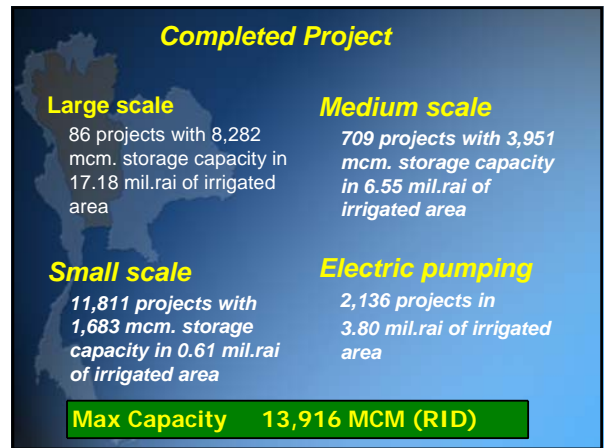 Completed Project
Large scale
86 projects with 8,282
mcm. storage capacity in
17.18 mil.rai of irrigated
area
Medium scale
709 projects with 3,951
mcm. storage capacity
in 6.55 mil.rai of
irrigated area
Small scale
11,811 projects with
1,683 mcm. storage
capacity in 0.61 mil.rai
of irrigated area
Electric pumping
2,136 projects in
3.80 mil.rai of irrigated
area
Max Capacity 13,916 MCM (RID)